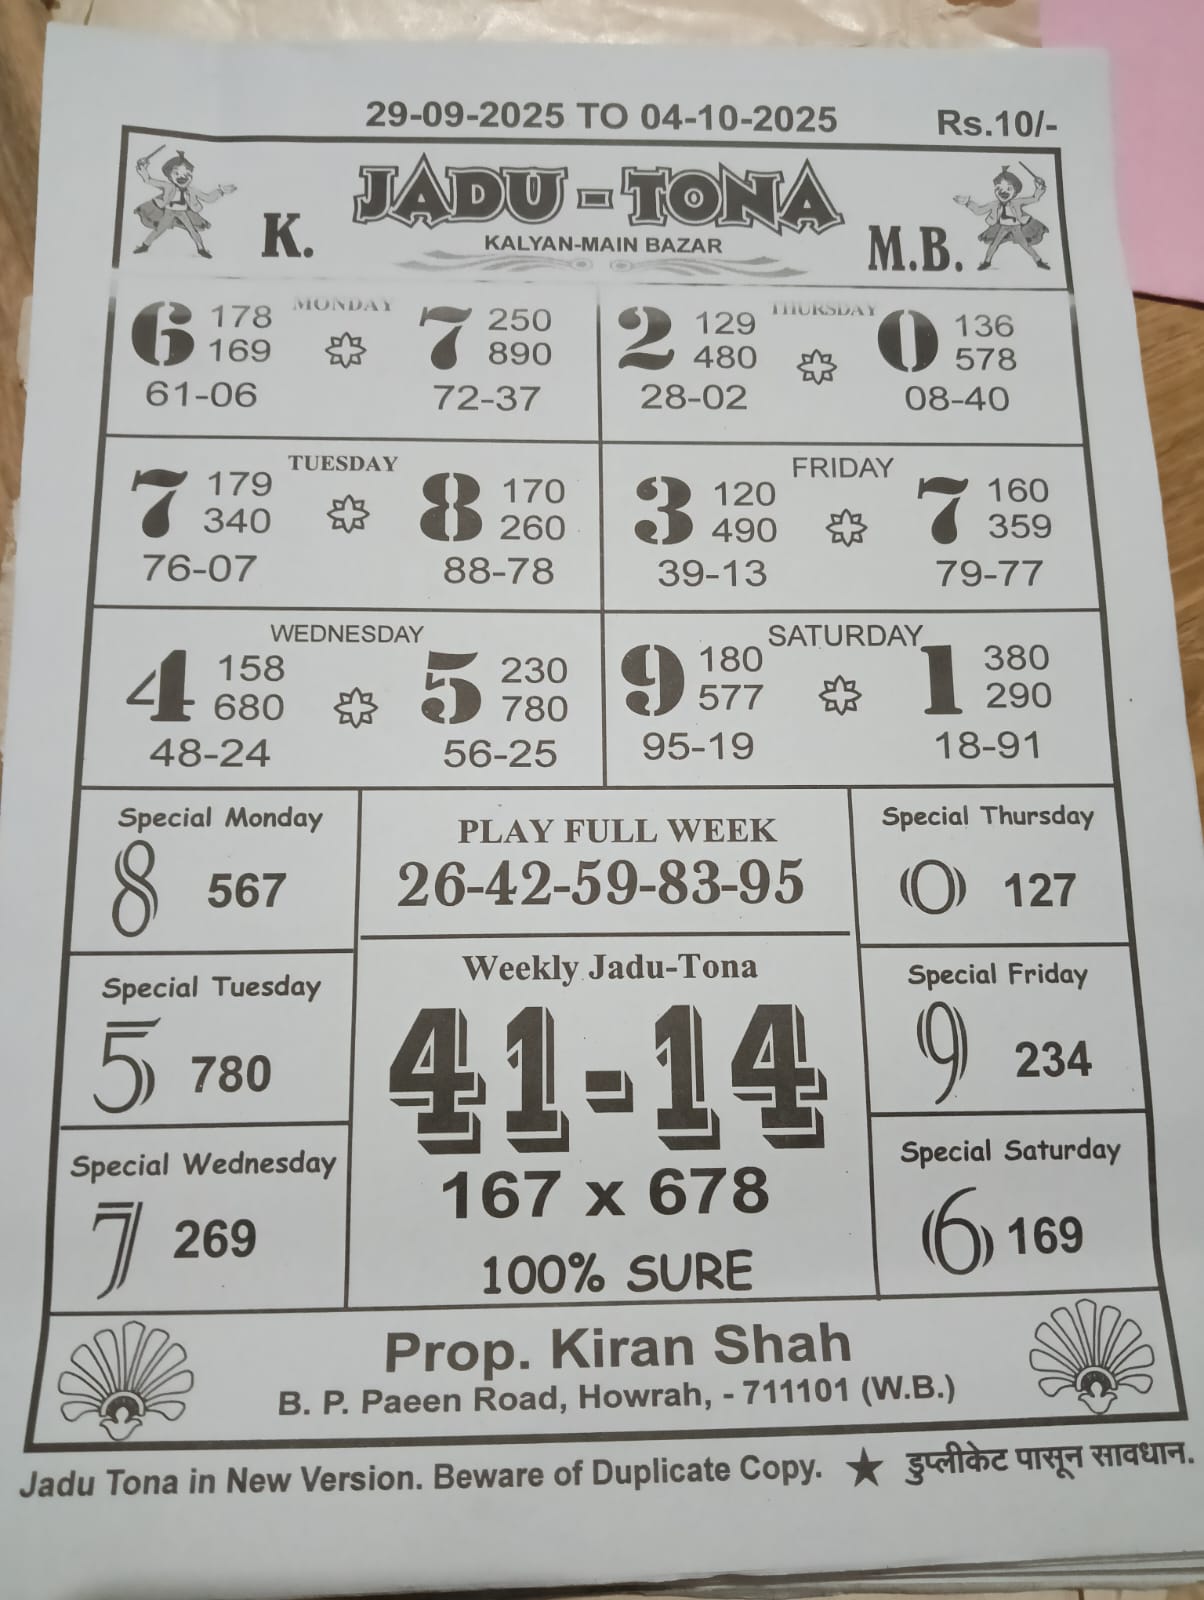 29-09-2025 TO 04-10-2025 Rs.10/-
JADU - TONA
K. KALYAN-MAIN BAZAR M.B.
MONDAY
6 178 7 250
169 890
61-06 72-37
THURSDAY
2 129 0 136
480 578
28-02 08-40
TUESDAY
7 179 8 170
340 260
76-07 88-78
FRIDAY
3 120 7 160
490 359
39-13 79-77
WEDNESDAY
4 158 5 230
680 780
48-24 56-25
SATURDAY
9 180 1 380
577 290
95-19 18-91
Special Monday
8 567
Special Tuesday
5 780
Special Wednesday
7 269
PLAY FULL WEEK
26-42-59-83-95
Weekly Jadu-Tona
41-14
167 x 678
100% SURE
Special Thursday
0 127
Special Friday
9 234
Special Saturday
6 169
Prop. Kiran Shah
B. P. Paeen Road, Howrah, - 711101 (W.B.)
Jadu Tona in New Version. Beware of Duplicate Copy. ★ डुप्लीकेट पासून सावधान.